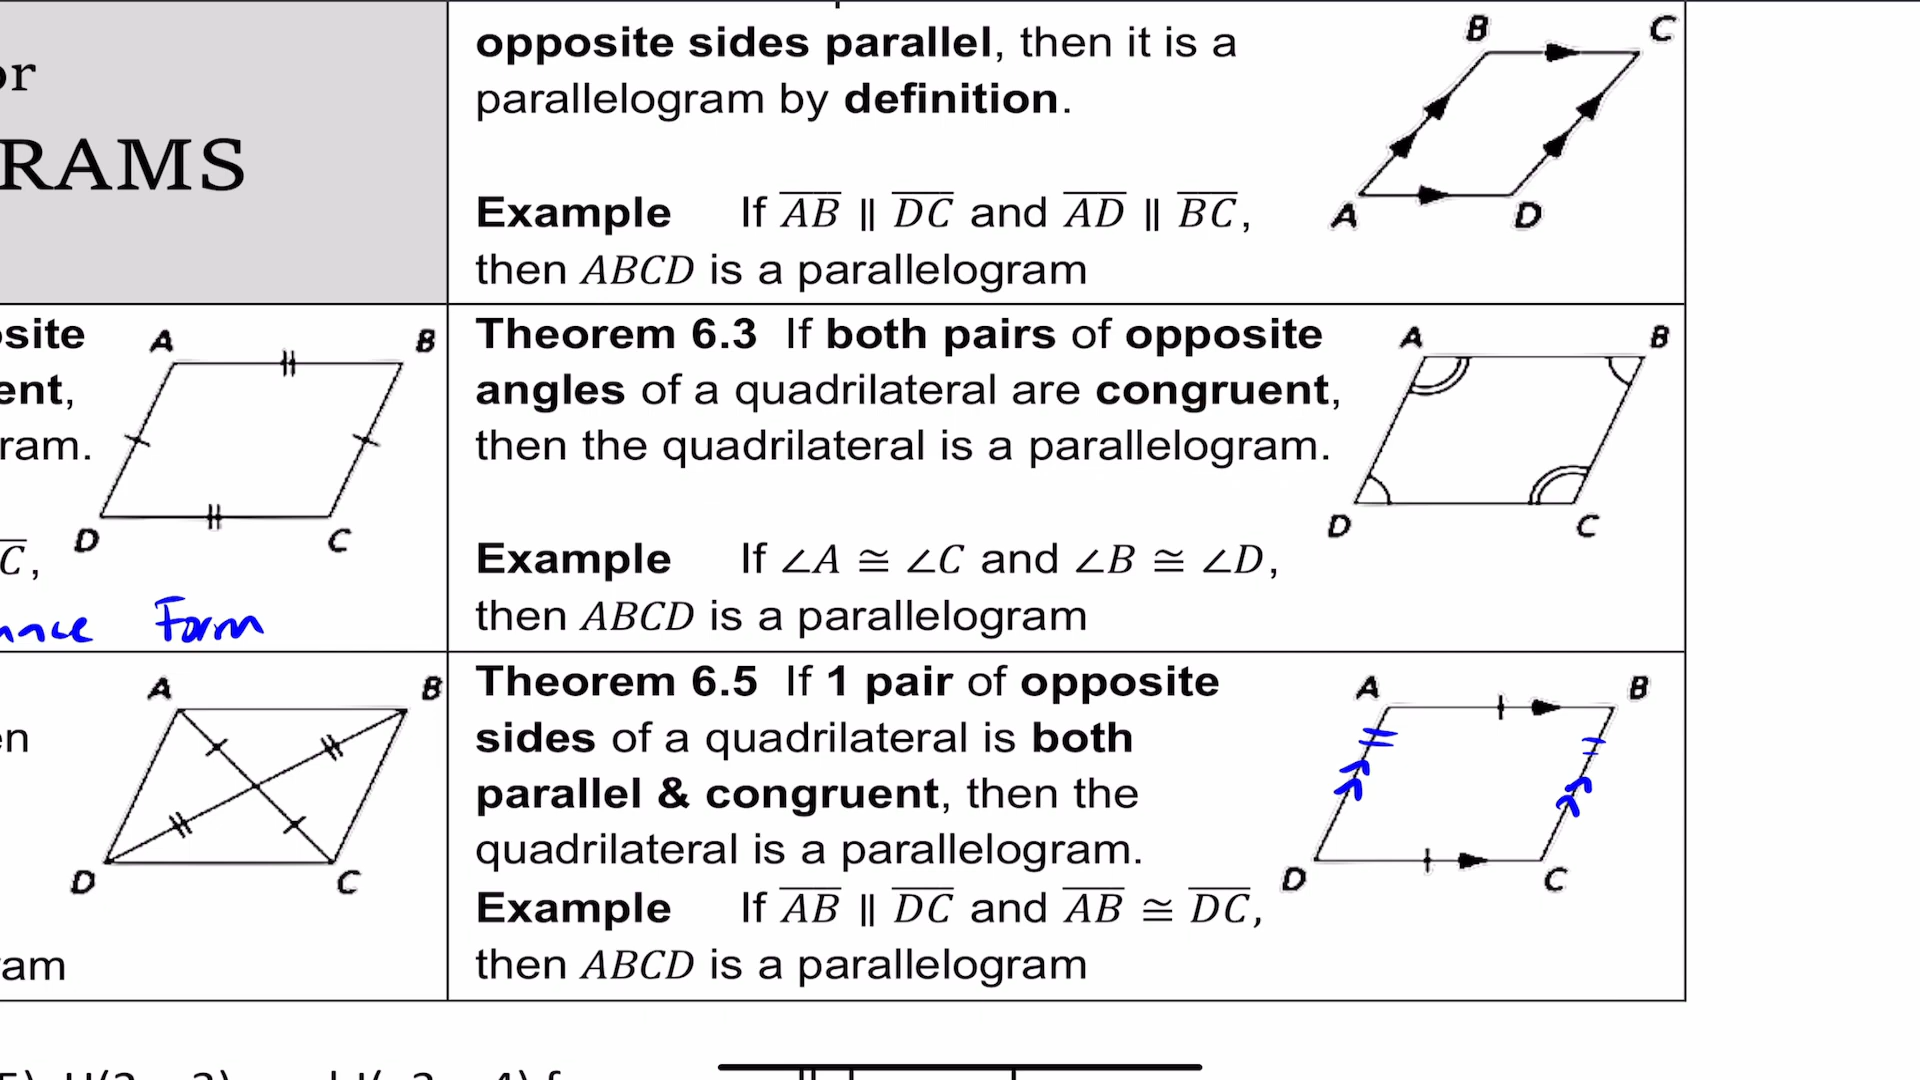 or
RAMS
opposite sides parallel, then it is a
parallelogram by definition.
Example If AB ∥ DC and AD ∥ BC,
then ABCD is a parallelogram
B C
A D
site
ent,
ram.
C,
Form
A B
D C
Theorem 6.3 If both pairs of opposite
angles of a quadrilateral are congruent,
then the quadrilateral is a parallelogram.
Example If ∠A ≅ ∠C and ∠B ≅ ∠D,
then ABCD is a parallelogram
A B
D C
en
am
A B
D C
Theorem 6.5 If 1 pair of opposite
sides of a quadrilateral is both
parallel & congruent, then the
quadrilateral is a parallelogram.
Example If AB ∥ DC and AB ≅ DC,
then ABCD is a parallelogram
A B
D C